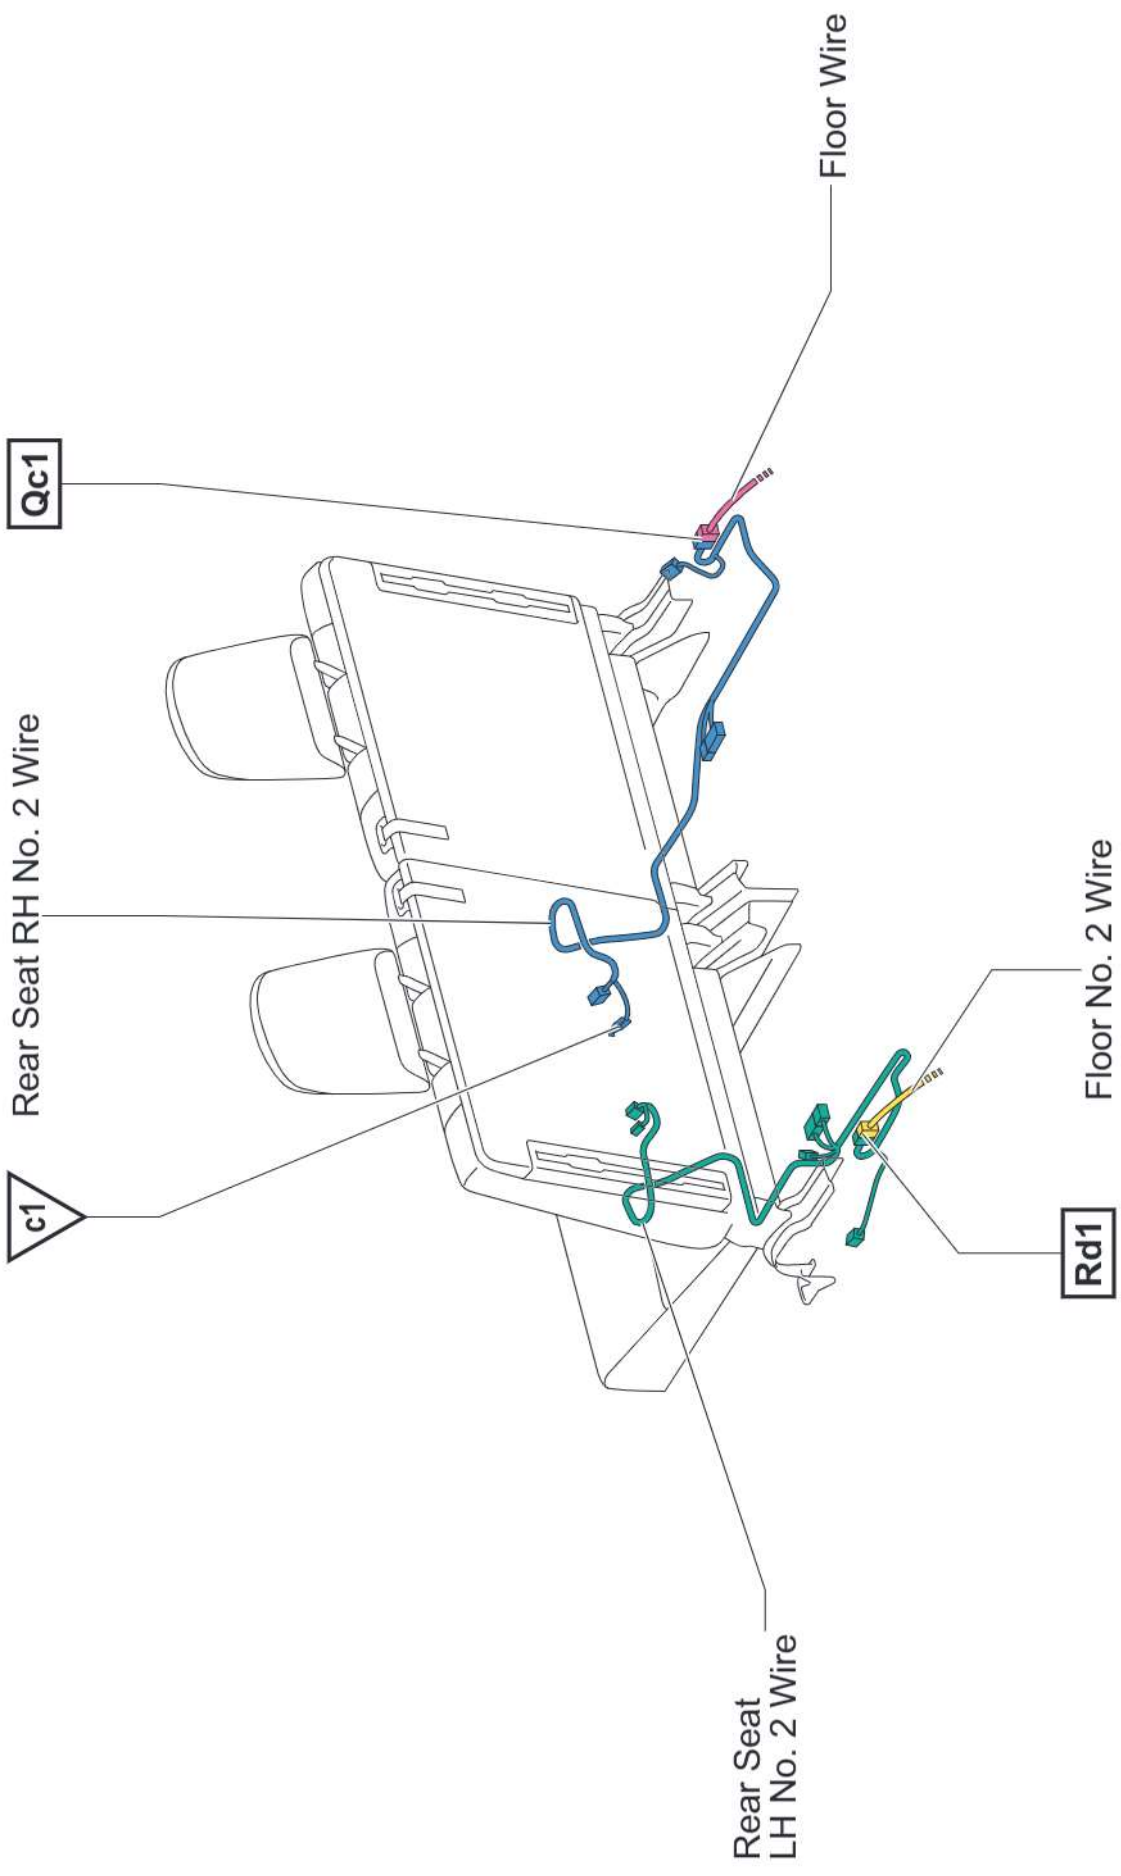 c1
Rear Seat RH No. 2 Wire
Qc1
Floor Wire
Rear Seat
LH No. 2 Wire
Rd1
Floor No. 2 Wire